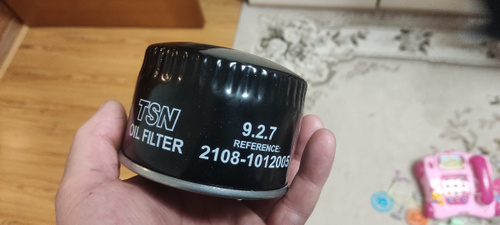 TSN
OIL FILTER
9.2.7
REFERENCE:
2108-1012005